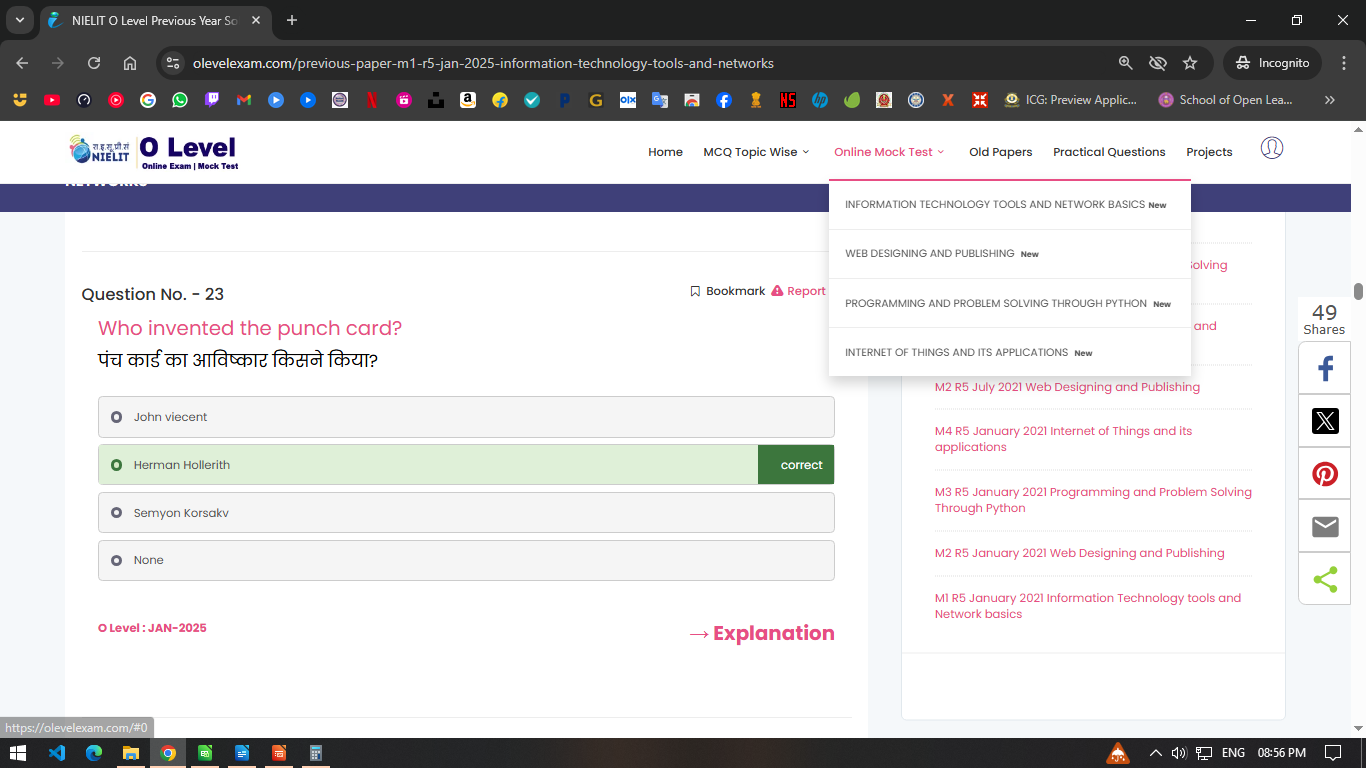 NIELIT O Level Previous Year So
olevelexam.com/previous-paper-m1-r5-jan-2025-information-technology-tools-and-networks
Incognito
ICG: Preview Applic...
School of Open Lea...
NIELIT
O Level
Online Exam | Mock Test
Home
MCQ Topic Wise
Online Mock Test
Old Papers
Practical Questions
Projects
NETWORKS
INFORMATION TECHNOLOGY TOOLS AND NETWORK BASICS New
WEB DESIGNING AND PUBLISHING New
PROGRAMMING AND PROBLEM SOLVING THROUGH PYTHON New
INTERNET OF THINGS AND ITS APPLICATIONS New
Question No. - 23
Bookmark
Report
Who invented the punch card?
पंच कार्ड का आविष्कार किसने किया?
John viecent
Herman Hollerith
correct
Semyon Korsakv
None
O Level : JAN-2025
→ Explanation
Solving
and
M2 R5 July 2021 Web Designing and Publishing
M4 R5 January 2021 Internet of Things and its
applications
M3 R5 January 2021 Programming and Problem Solving
Through Python
M2 R5 January 2021 Web Designing and Publishing
M1 R5 January 2021 Information Technology tools and
Network basics
49
Shares
https://olevelexam.com/#0
ENG
08:56 PM